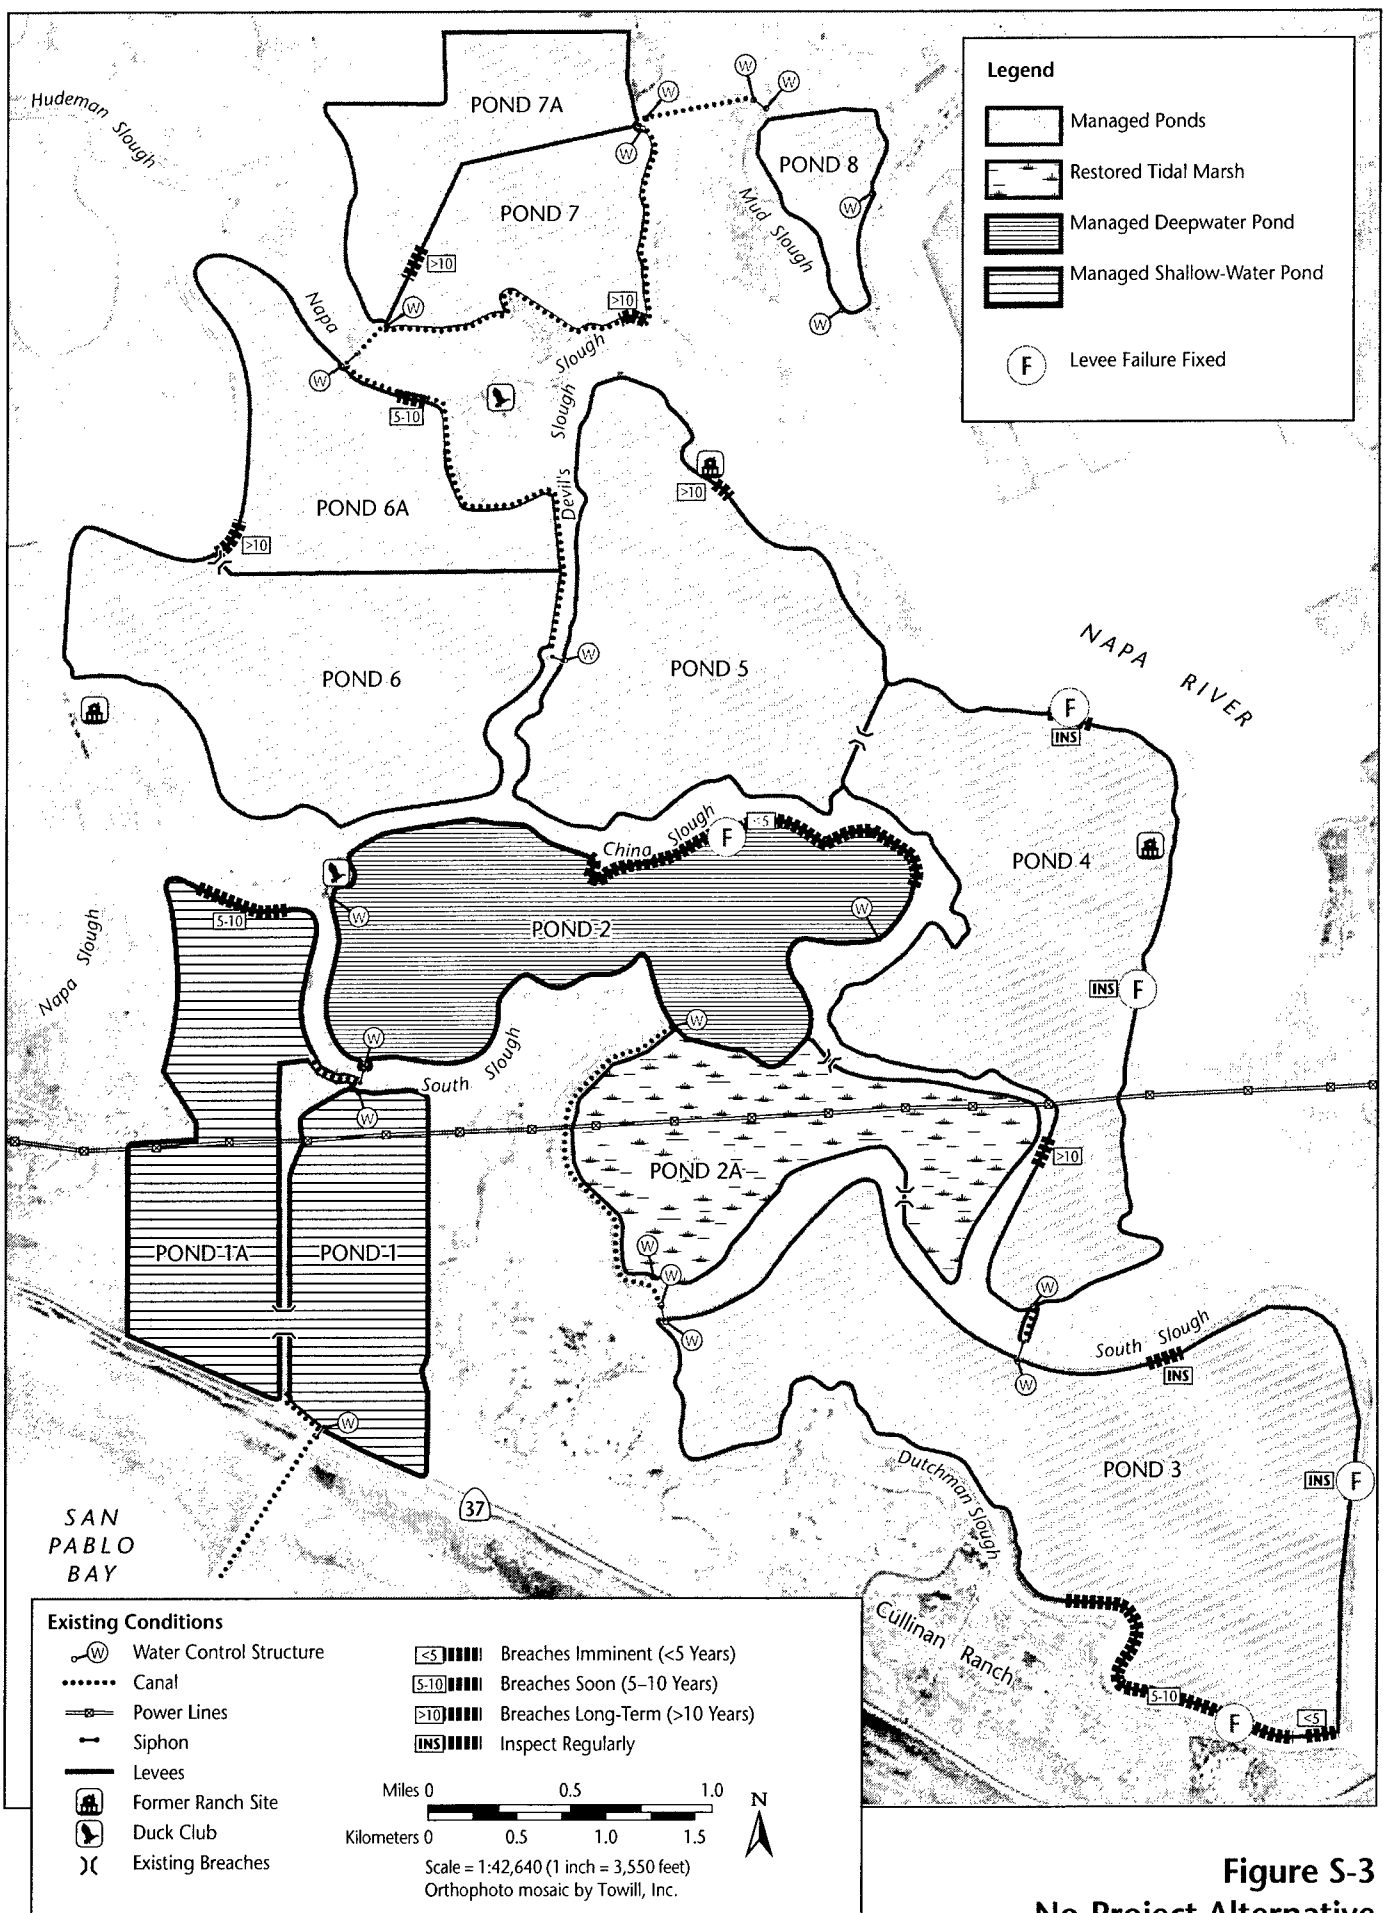 Hudeman Slough
POND 7A
W
W
W
W
POND 8
W
Mud Slough
W
POND 7
>10
W
>10
Napa Slough
W
5-10
Devil's Slough
>10
POND 6A
>10
W
POND 6
POND 5
NAPA RIVER
F
INS
China Slough
F
<5
POND 4
W
W
POND 2
5-10
Napa Slough
INS
F
W
W
South Slough
W
POND 2A
>10
POND 1A
POND 1
W
W
W
W
South Slough
INS
W
W
Dutchman Slough
POND 3
INS
F
37
SAN PABLO BAY
Cullinan Ranch
5-10
F
<5
Legend
Managed Ponds
Restored Tidal Marsh
Managed Deepwater Pond
Managed Shallow-Water Pond
F Levee Failure Fixed
Existing Conditions
W Water Control Structure
Canal
Power Lines
Siphon
Levees
Former Ranch Site
Duck Club
Existing Breaches
<5 Breaches Imminent (<5 Years)
5-10 Breaches Soon (5–10 Years)
>10 Breaches Long-Term (>10 Years)
INS Inspect Regularly
Miles 0 0.5 1.0
Kilometers 0 0.5 1.0 1.5
N
Scale = 1:42,640 (1 inch = 3,550 feet)
Orthophoto mosaic by Towill, Inc.
Figure S-3
No-Project Alternative